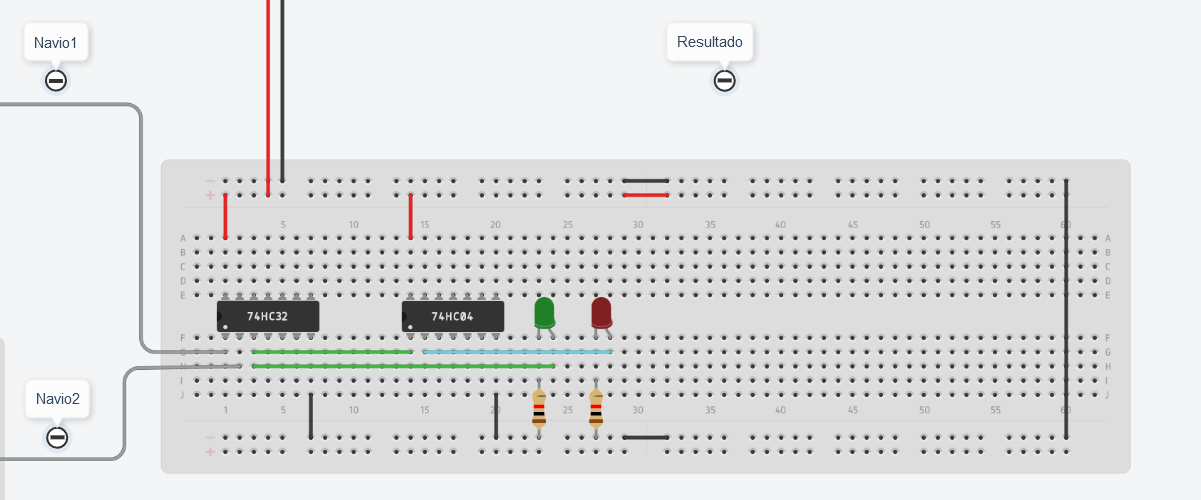 Navio1
Resultado
5 10 15 20 25 30 35 40 45 50 55 60
A A
B B
C C
D D
E E
74HC32 74HC04
F F
G G
H H
I I
J J
Navio2
1 5 10 15 20 25 30 35 40 45 50 55 60